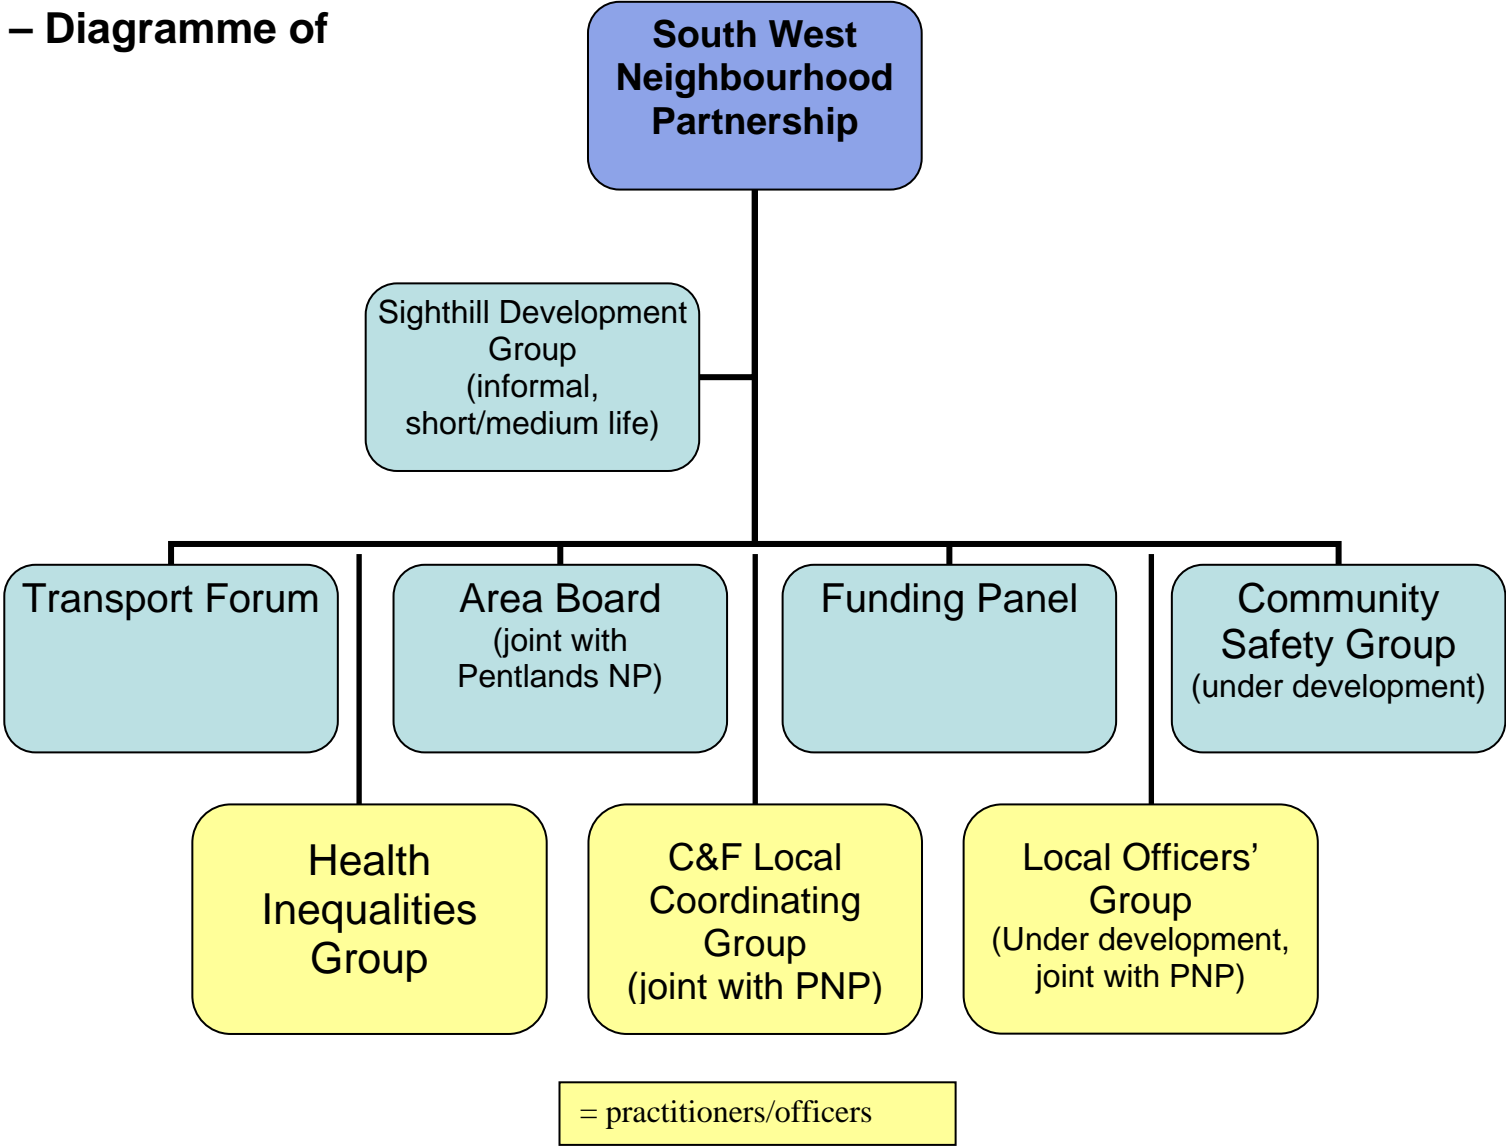 – Diagramme of
South West
Neighbourhood
Partnership
Sighthill Development
Group
(informal,
short/medium life)
Transport Forum
Area Board
(joint with
Pentlands NP)
Funding Panel
Community
Safety Group
(under development)
Health
Inequalities
Group
C&F Local
Coordinating
Group
(joint with PNP)
Local Officers’
Group
(Under development,
joint with PNP)
= practitioners/officers